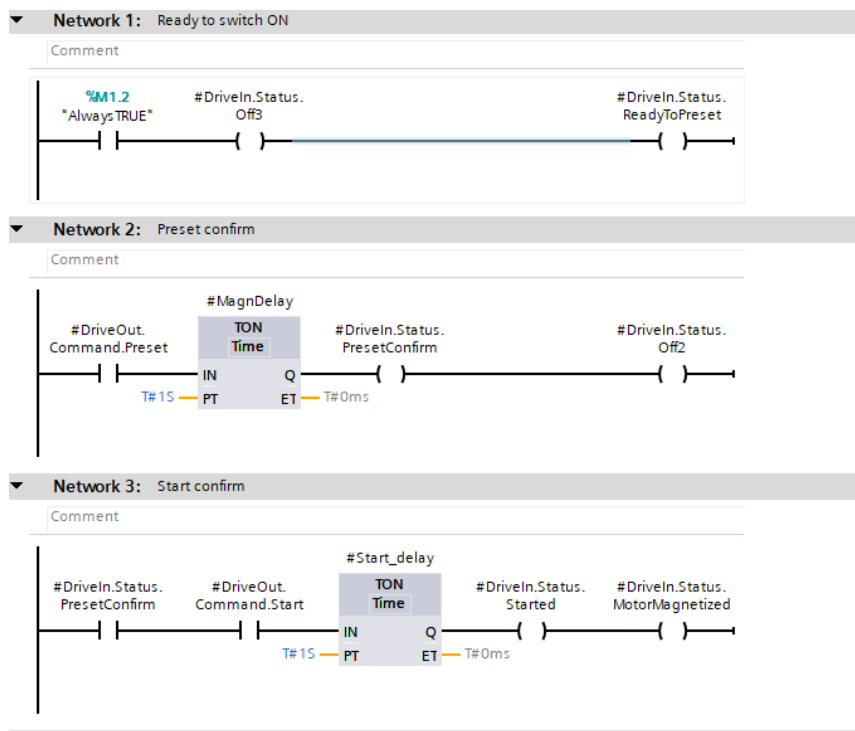 Network 1: Ready to switch ON
Comment
%M1.2 #DriveIn.Status. #DriveIn.Status.
"AlwaysTRUE" Off3 ReadyToPreset
Network 2: Preset confirm
Comment
#MagnDelay
#DriveOut. TON #DriveIn.Status. #DriveIn.Status.
Command.Preset Time PresetConfirm Off2
IN Q
T#1S PT ET T#0ms
Network 3: Start confirm
Comment
#Start_delay
#DriveIn.Status. #DriveOut. TON #DriveIn.Status. #DriveIn.Status.
PresetConfirm Command.Start Time Started MotorMagnetized
IN Q
T#1S PT ET T#0ms